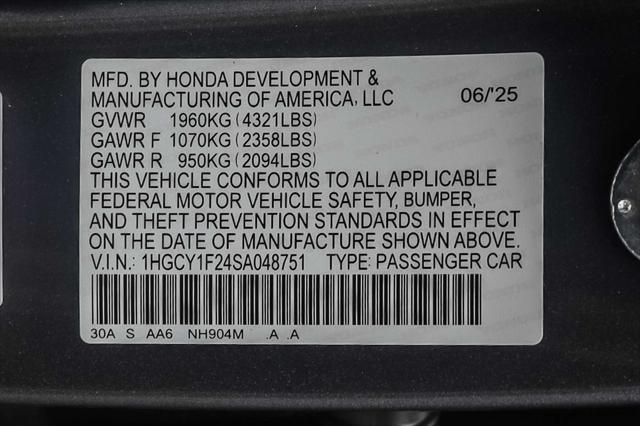 MFD. BY HONDA DEVELOPMENT &
MANUFACTURING OF AMERICA, LLC 06/'25
GVWR 1960KG (4321LBS)
GAWR F 1070KG (2358LBS)
GAWR R 950KG (2094LBS)
THIS VEHICLE CONFORMS TO ALL APPLICABLE
FEDERAL MOTOR VEHICLE SAFETY, BUMPER,
AND THEFT PREVENTION STANDARDS IN EFFECT
ON THE DATE OF MANUFACTURE SHOWN ABOVE.
V.I.N.: 1HGCY1F24SA048751 TYPE: PASSENGER CAR
30A S AA6 NH904M .A .A